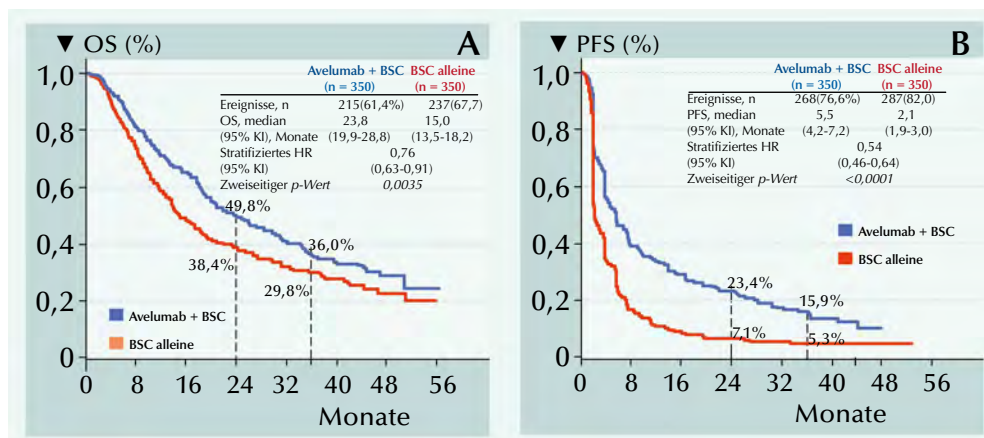 ▼ OS (%)
A
Avelumab + BSC BSC alleine
(n = 350) (n = 350)
Ereignisse, n 215(61,4%) 237(67,7)
OS, median 23,8 15,0
(95% KI), Monate (19,9-28,8) (13,5-18,2)
Stratifiziertes HR 0,76
(95% KI) (0,63-0,91)
Zweiseitiger p-Wert 0,0035
1,0
0,8
0,6
0,4
0,2
0
49,8%
38,4%
36,0%
29,8%
Avelumab + BSC
BSC alleine
0 8 16 24 32 40 44 56
Monate
▼ PFS (%)
B
Avelumab + BSC BSC alleine
(n = 350) (n = 350)
Ereignisse, n 268(76,6%) 287(82,0)
PFS, median 5,5 2,1
(95% KI), Monate (4,2-7,2) (1,9-3,0)
Stratifiziertes HR 0,54
(95% KI) (0,46-0,64)
Zweiseitiger p-Wert <0,0001
1,0
0,8
0,6
0,4
0,2
0
Avelumab + BSC
BSC alleine
23,4%
15,9%
7,1%
5,3%
0 8 16 24 32 44 48 56
Monate